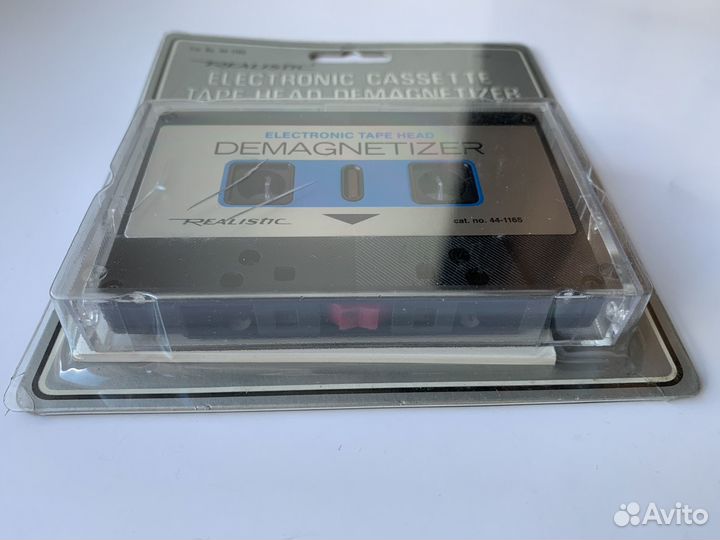 REALISTIC
ELECTRONIC CASSETTE
TAPE HEAD DEMAGNETIZER
ELECTRONIC TAPE HEAD
DEMAGNETIZER
REALISTIC
cat. no. 44-1165
Avito